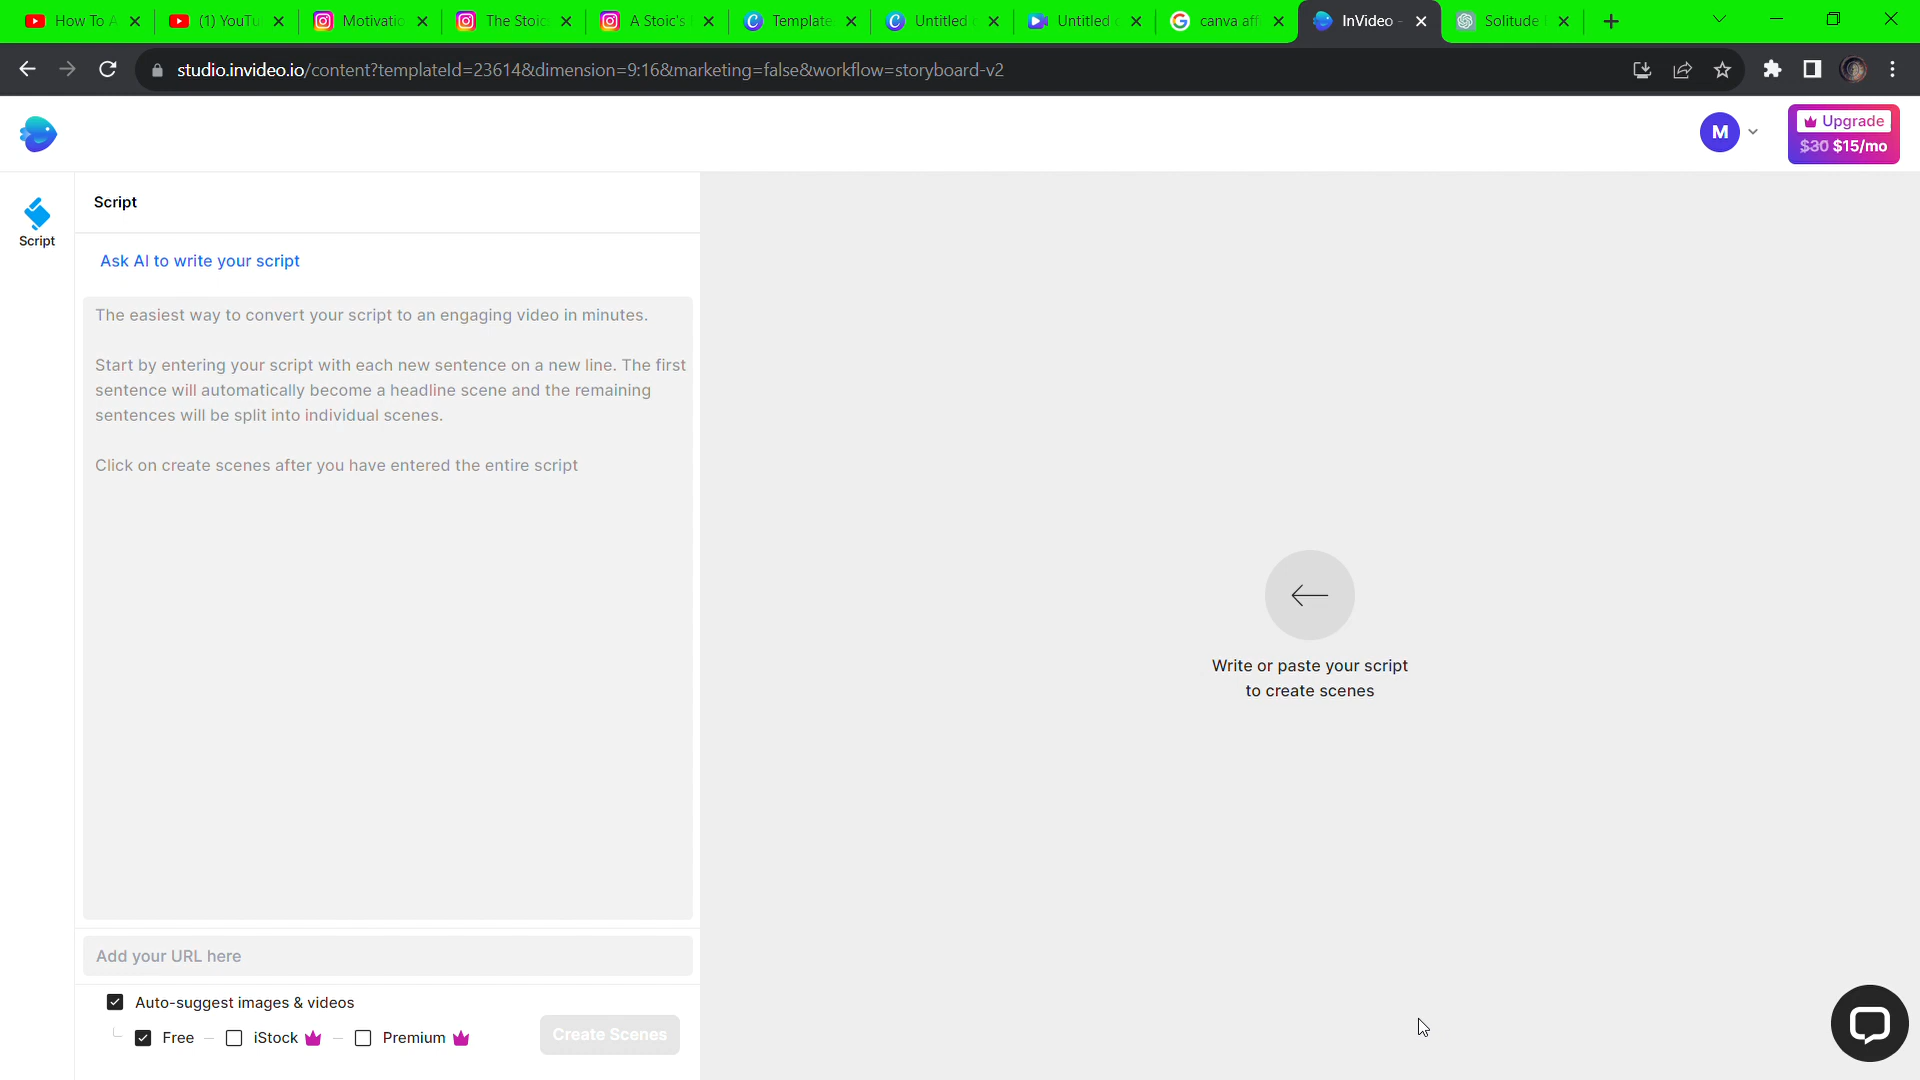 How To A
(1) YouTu
Motivatio
The Stoic
A Stoic's
Template
Untitled
Untitled
canva aff
InVideo -
Solitude
studio.invideo.io/content?templateId=23614&dimension=9:16&marketing=false&workflow=storyboard-v2
M
Upgrade
$30 $15/mo
Script
Script
Ask AI to write your script
The easiest way to convert your script to an engaging video in minutes.
Start by entering your script with each new sentence on a new line. The first
sentence will automatically become a headline scene and the remaining
sentences will be split into individual scenes.
Click on create scenes after you have entered the entire script
Write or paste your script
to create scenes
Add your URL here
Auto-suggest images & videos
Free
iStock
Premium
Create Scenes